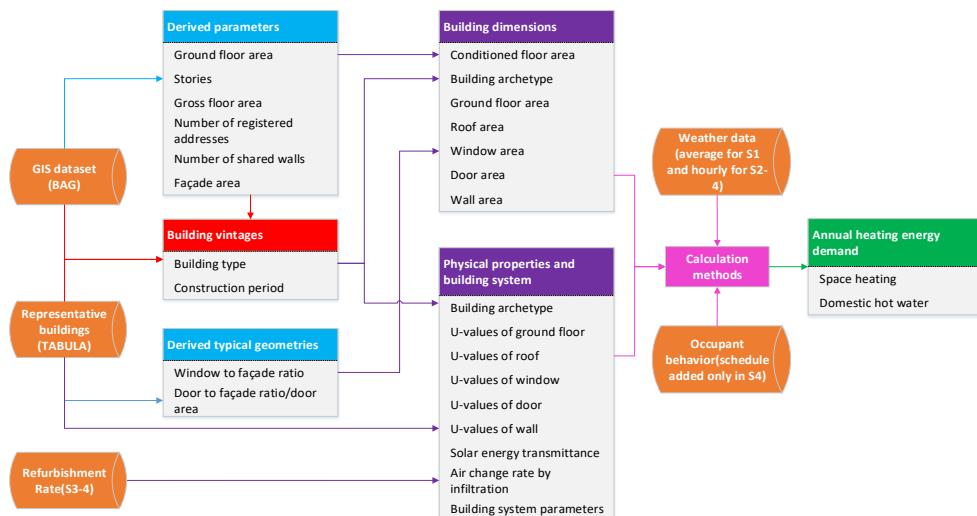 Derived parameters
Ground floor area
Stories
Gross floor area
Number of registered
addresses
Number of shared walls
Façade area
Building dimensions
Conditioned floor area
Building archetype
Ground floor area
Roof area
Window area
Door area
Wall area
GIS dataset
(BAG)
Building vintages
Building type
Construction period
Representative
buildings
(TABULA)
Derived typical geometries
Window to façade ratio
Door to façade ratio/door
area
Refurbishment
Rate(S3-4)
Physical properties and
building system
Building archetype
U-values of ground floor
U-values of roof
U-values of window
U-values of door
U-values of wall
Solar energy transmittance
Air change rate by
infiltration
Building system parameters
Weather data
(average for S1
and hourly for S2-
4)
Calculation
methods
Occupant
behavior(schedule
added only in S4)
Annual heating energy
demand
Space heating
Domestic hot water